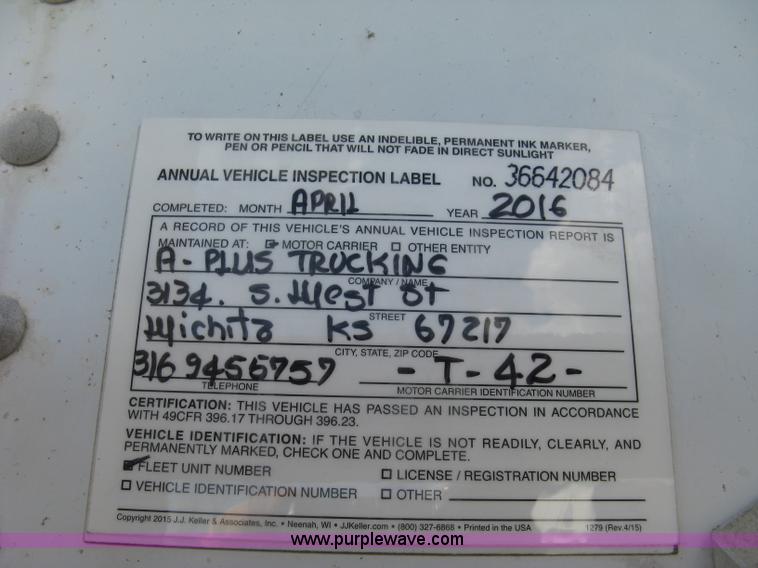 TO WRITE ON THIS LABEL USE AN INDELIBLE, PERMANENT INK MARKER,
PEN OR PENCIL THAT WILL NOT FADE IN DIRECT SUNLIGHT
ANNUAL VEHICLE INSPECTION LABEL NO. 36642084
COMPLETED: MONTH APRIL YEAR 2016
A RECORD OF THIS VEHICLE'S ANNUAL VEHICLE INSPECTION REPORT IS
MAINTAINED AT: MOTOR CARRIER OTHER ENTITY
A-PLUS TRUCKING
COMPANY / NAME
3134. S. West St
STREET
Wichita KS 67217
CITY, STATE, ZIP CODE
316 9456757 - T - 42 -
TELEPHONE MOTOR CARRIER IDENTIFICATION NUMBER
CERTIFICATION: THIS VEHICLE HAS PASSED AN INSPECTION IN ACCORDANCE
WITH 49CFR 396.17 THROUGH 396.23.
VEHICLE IDENTIFICATION: IF THE VEHICLE IS NOT READILY, CLEARLY, AND
PERMANENTLY MARKED, CHECK ONE AND COMPLETE.
FLEET UNIT NUMBER LICENSE / REGISTRATION NUMBER
VEHICLE IDENTIFICATION NUMBER OTHER
Copyright 2015 J.J. Keller & Associates, Inc. • Neenah, WI • JJKeller.com • (800) 327-6868 • Printed in the USA 1279 (Rev.4/15)
www.purplewave.com